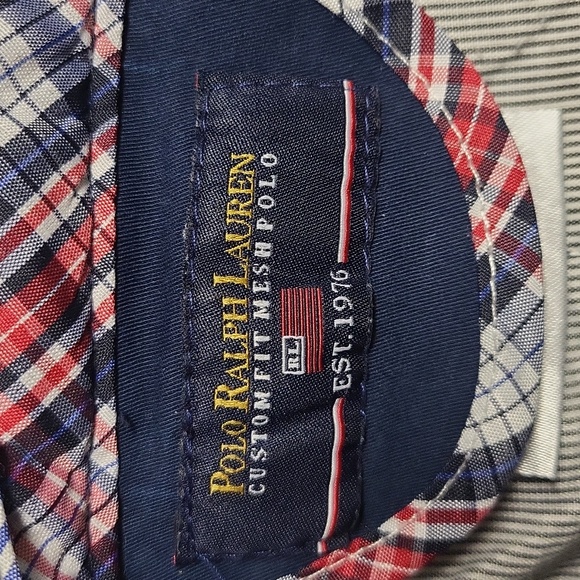 POLO RALPH LAUREN
CUSTOM FIT MESH POLO
RL
EST. 1976